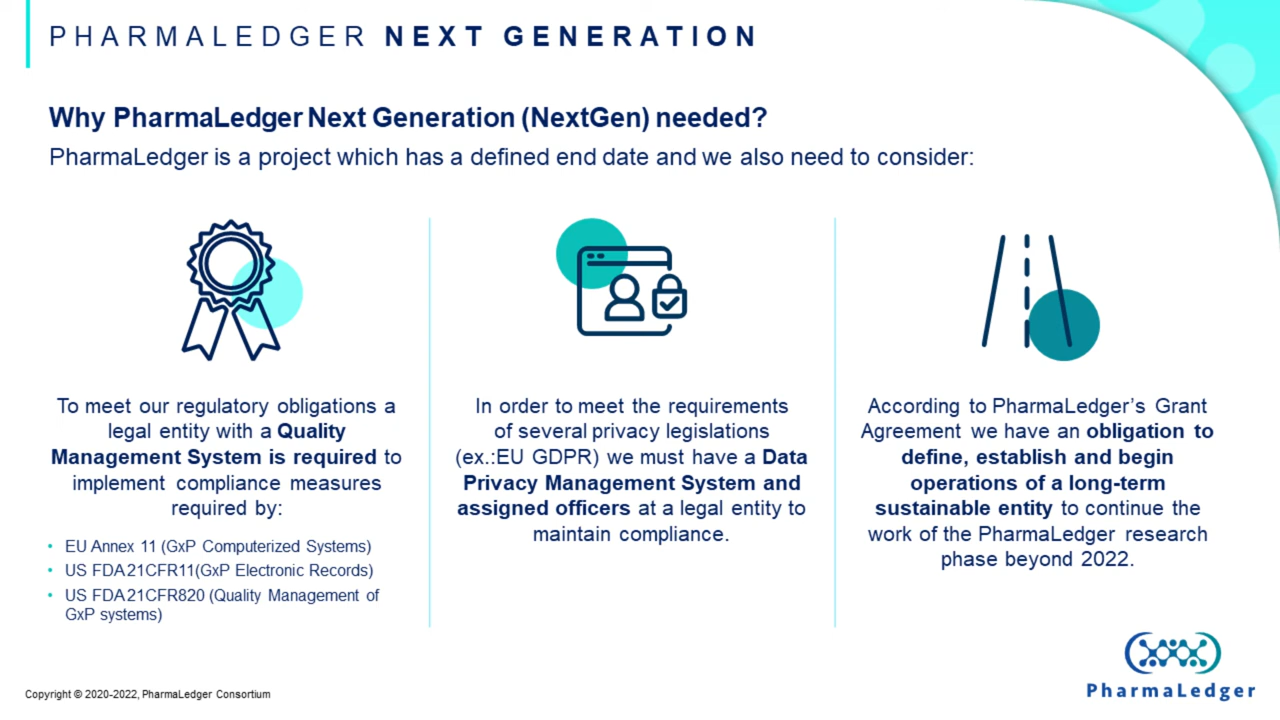 PHARMALEDGER NEXT GENERATION
Why PharmaLedger Next Generation (NextGen) needed?
PharmaLedger is a project which has a defined end date and we also need to consider:
To meet our regulatory obligations a
legal entity with a Quality
Management System is required to
implement compliance measures
required by:
• EU Annex 11 (GxP Computerized Systems)
• US FDA21CFR11(GxP Electronic Records)
• US FDA21CFR820 (Quality Management of
GxP systems)
In order to meet the requirements
of several privacy legislations
(ex.:EU GDPR) we must have a Data
Privacy Management System and
assigned officers at a legal entity to
maintain compliance.
According to PharmaLedger’s Grant
Agreement we have an obligation to
define, establish and begin
operations of a long-term
sustainable entity to continue the
work of the PharmaLedger research
phase beyond 2022.
PharmaLedger
Copyright © 2020-2022, PharmaLedger Consortium